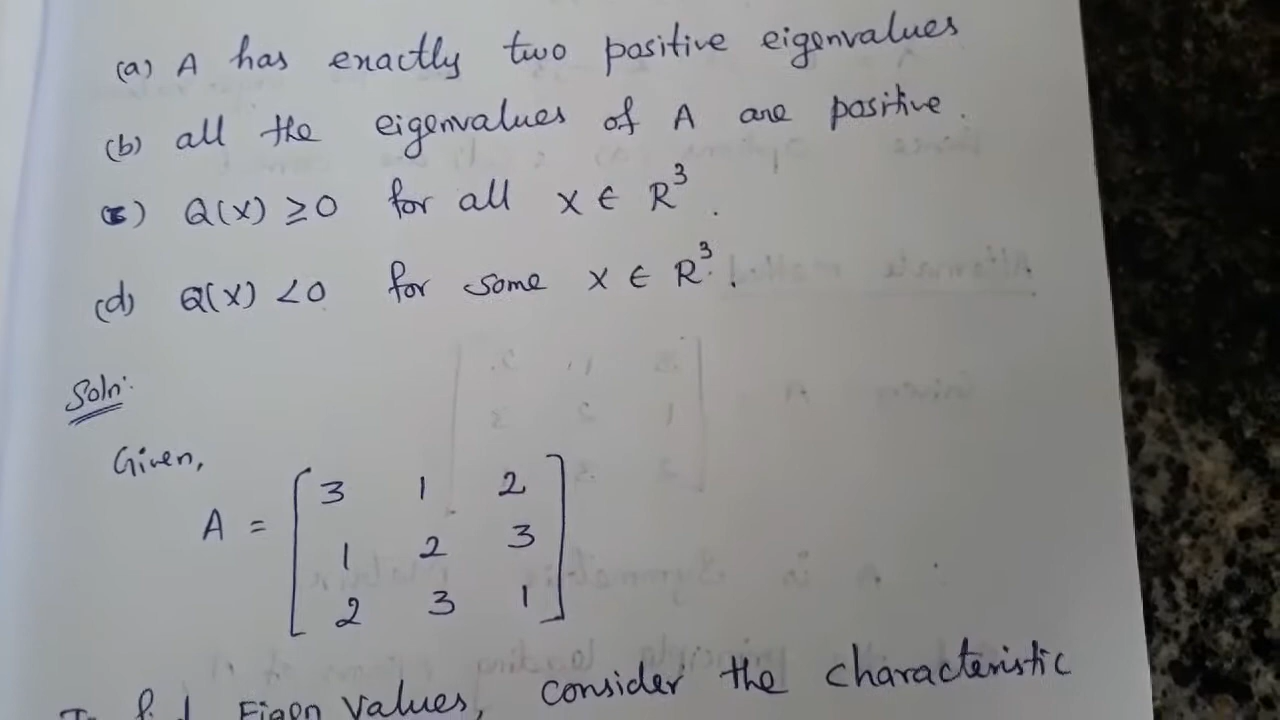 (a) A has exactly two positive eigenvalues
(b) all the eigenvalues of A are positive.
(c) Q(X) ≥ 0 for all X ∈ R³.
(d) Q(X) < 0 for some X ∈ R³.
Soln:
Given,
A = [ 3 1 2
1 2 3
2 3 1 ]
Eigen values, consider the characteristic